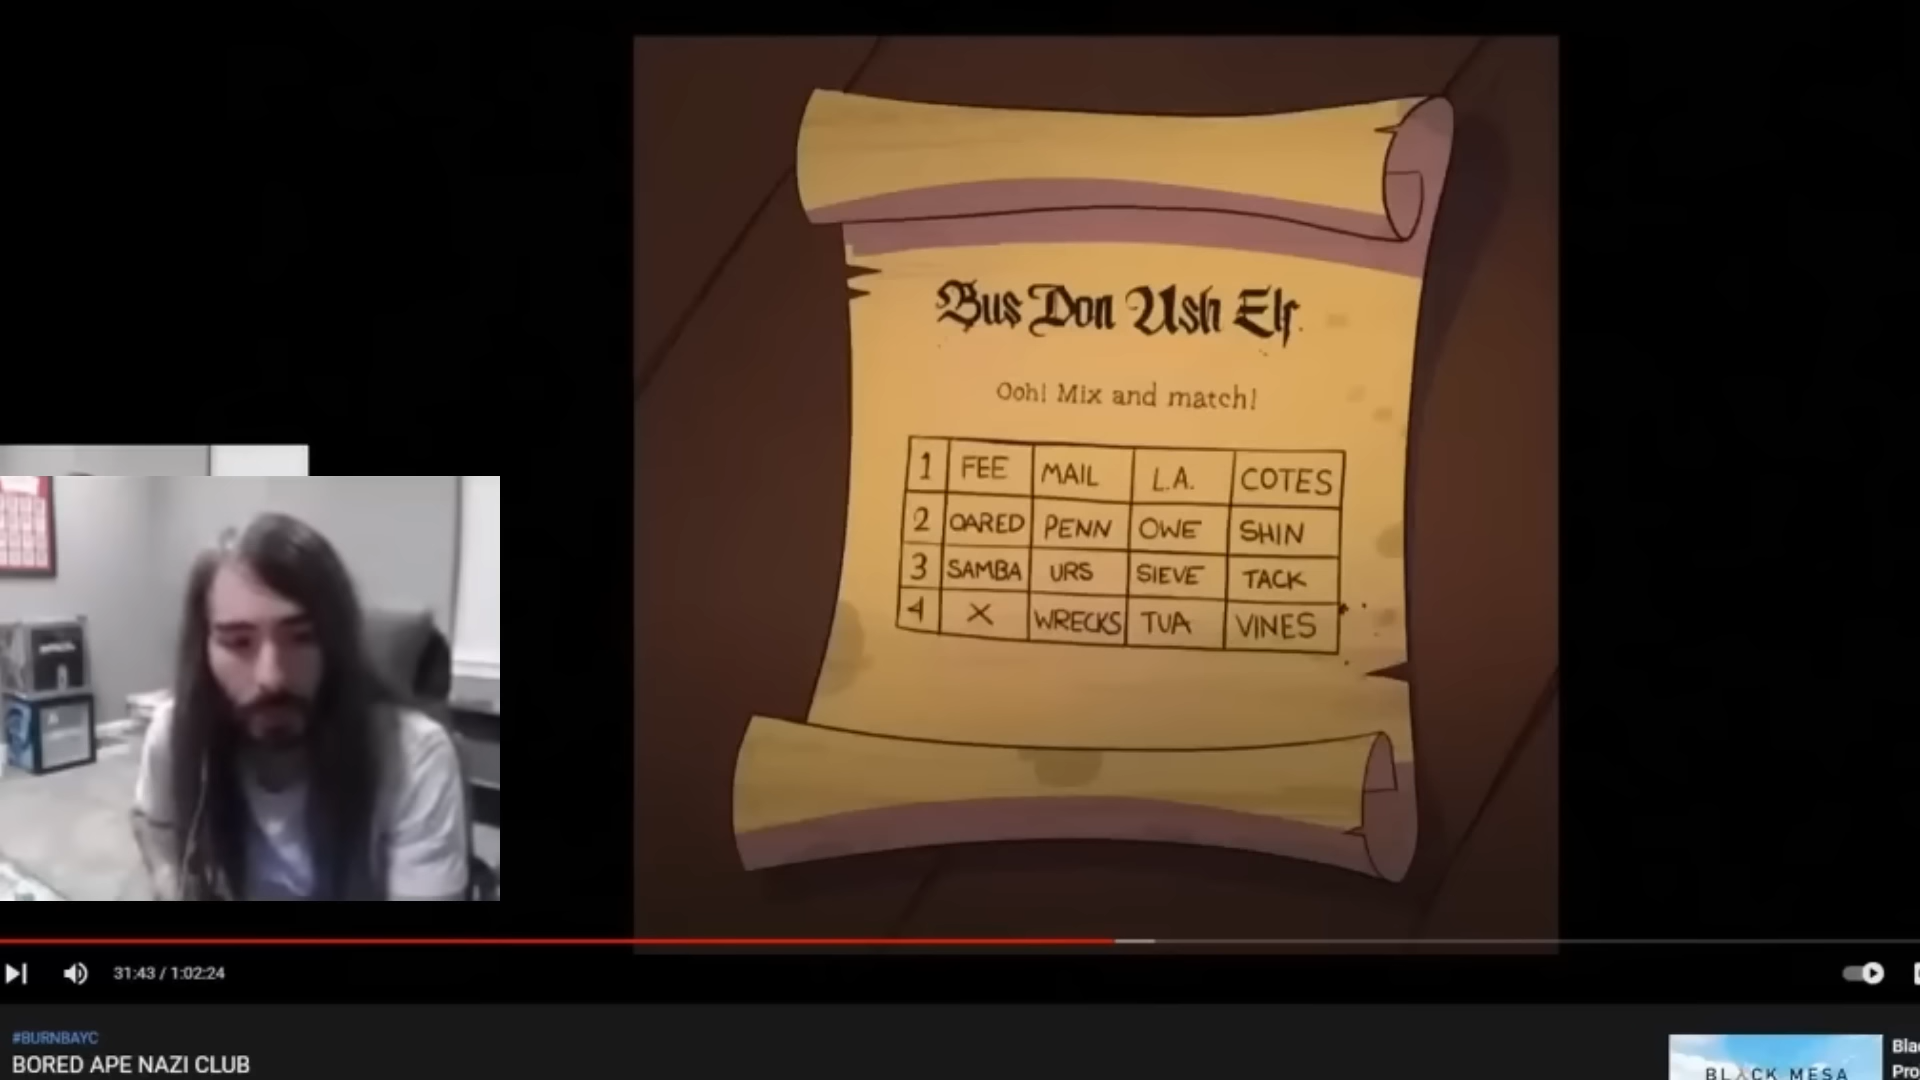 Bus Don Ush Elf
Ooh! Mix and match!
1 FEE MAIL L.A. COTES
2 OARED PENN OWE SHIN
3 SAMBA URS SIEVE TACK
4 X WRECKS TUA VINES
31:43 / 1:02:24
#BURNBAYC
BORED APE NAZI CLUB
BLACK MESA
Blac
Pro